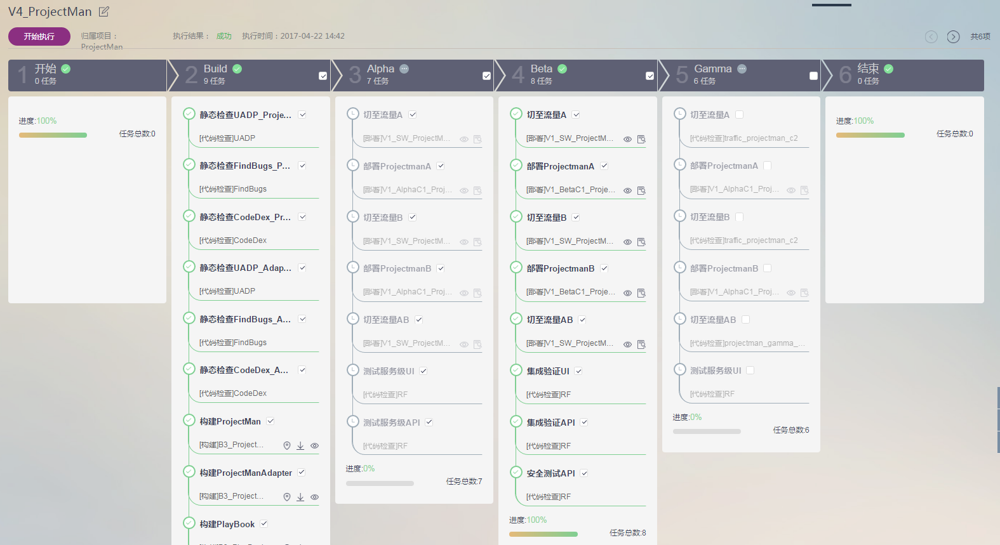 V4_ProjectMan
开始执行
归属项目：
ProjectMan
执行结果： 成功 执行时间：2017-04-22 14:42
共6项
1 开始
0 任务
2 Build
9 任务
3 Alpha
7 任务
4 Beta
8 任务
5 Gamma
6 任务
6 结束
0 任务
进度:100%
任务总数:0
静态检查UADP_Proje...
[代码检查]UADP
静态检查FindBugs_P...
[代码检查]FindBugs
静态检查CodeDex_Pr...
[代码检查]CodeDex
静态检查UADP_Adap...
[代码检查]UADP
静态检查FindBugs_A...
[代码检查]FindBugs
静态检查CodeDex_A...
[代码检查]CodeDex
构建ProjectMan
[构建]B3_Project...
构建ProjectManAdapter
[构建]B3_Project...
构建PlayBook
切至流量A
[部署]V1_SW_ProjectM...
部署ProjectmanA
[部署]V1_AlphaC1_Proj...
切至流量B
[部署]V1_SW_ProjectM...
部署ProjectmanB
[部署]V1_AlphaC1_Proj...
切至流量AB
[部署]V1_SW_ProjectM...
测试服务级UI
[代码检查]RF
测试服务级API
[代码检查]RF
进度:0%
任务总数:7
切至流量A
[部署]V1_SW_ProjectM...
部署ProjectmanA
[部署]V1_BetaC1_Proje...
切至流量B
[部署]V1_SW_ProjectM...
部署ProjectmanB
[部署]V1_BetaC1_Proje...
切至流量AB
[部署]V1_SW_ProjectM...
集成验证UI
[代码检查]RF
集成验证API
[代码检查]RF
安全测试API
[代码检查]RF
进度:100%
任务总数:8
切至流量A
[代码检查]traffic_projectman_c2
部署ProjectmanA
[部署]V1_AlphaC1_Proj...
切至流量B
[代码检查]traffic_projectman_c2
部署ProjectmanB
[部署]V1_AlphaC1_Proj...
切至流量AB
[代码检查]projectman_gamma_...
测试服务级UI
[代码检查]RF
进度:0%
任务总数:6
进度:100%
任务总数:0